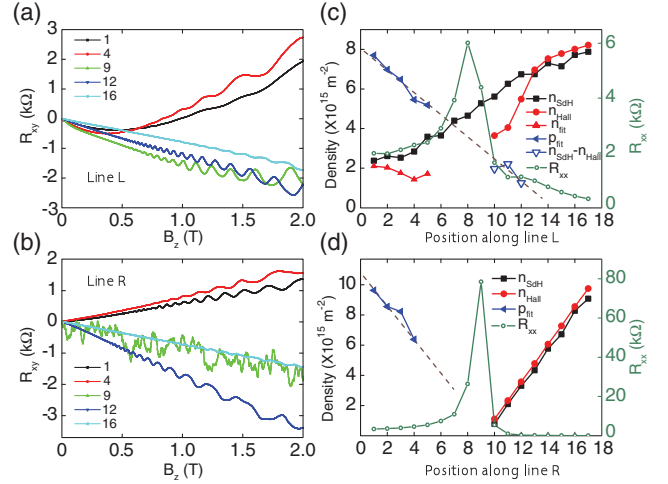 (a)
3
2
1
0
-1
-2
-3
R_xy (kΩ)
1
4
9
12
16
Line L
0
0.5
1.0
1.5
2.0
B_z (T)
(b)
2
1
0
-1
-2
-3
R_xy (kΩ)
Line R
1
4
9
12
16
0
0.5
1.0
1.5
2.0
B_z (T)
(c)
8
6
4
2
0
Density (X10^15 m^-2)
n_SdH
n_Hall
n_fit
p_fit
n_SdH-n_Hall
R_xx
6
4
2
0
R_xx (kΩ)
0 2 4 6 8 10 12 14 16 18
Position along line L
(d)
10
8
6
4
2
Density (X10^15 m^-2)
n_SdH
n_Hall
p_fit
R_xx
80
60
40
20
0
R_xx (kΩ)
0 2 4 6 8 10 12 14 16 18
Position along line R